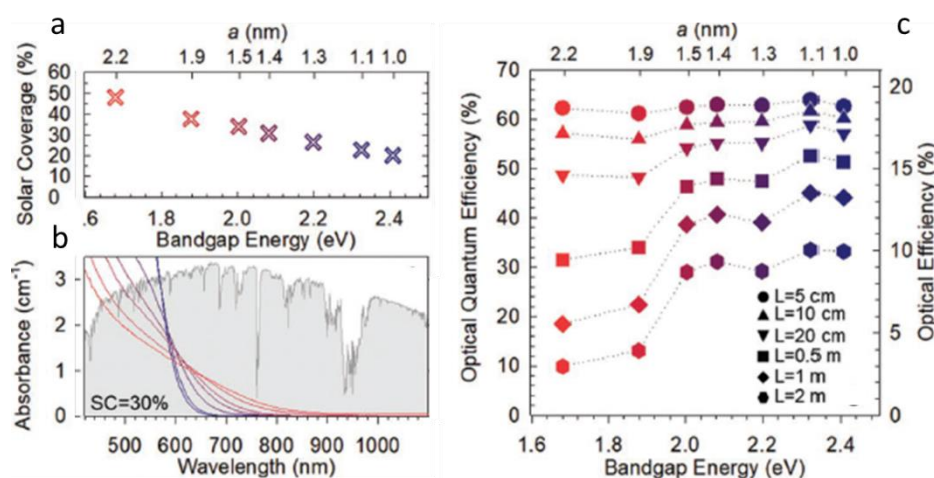 a
a (nm)
2.2 1.9 1.5 1.4 1.3 1.1 1.0
Solar Coverage (%)
60
50
40
30
20
10
0
.6 1.8 2.0 2.2 2.4
Bandgap Energy (eV)
b
Absorbance (cm⁻¹)
3
2
1
0
SC=30%
500 600 700 800 900 1000
Wavelength (nm)
c
a (nm)
2.2 1.9 1.5 1.4 1.3 1.1 1.0
Optical Quantum Efficiency (%)
70
60
50
40
30
20
10
0
Optical Efficiency (%)
20
15
10
5
0
L=5 cm
L=10 cm
L=20 cm
L=0.5 m
L=1 m
L=2 m
1.6 1.8 2.0 2.2 2.4
Bandgap Energy (eV)